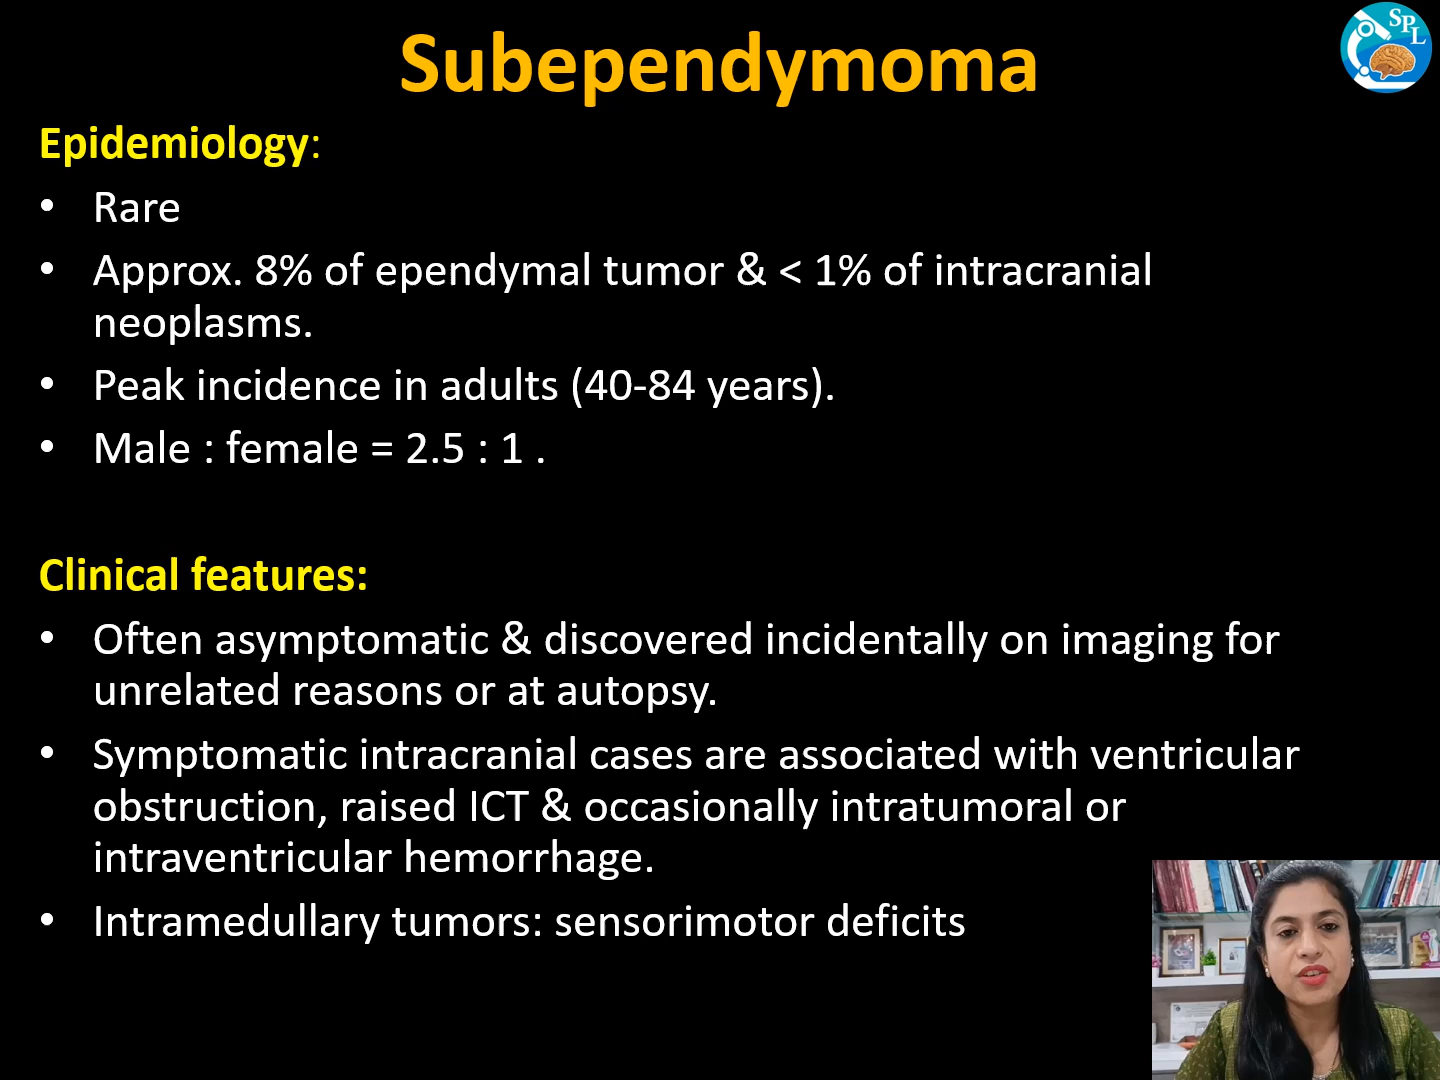 Subependymoma
SPL
Epidemiology:
• Rare
• Approx. 8% of ependymal tumor & < 1% of intracranial
neoplasms.
• Peak incidence in adults (40-84 years).
• Male : female = 2.5 : 1 .
Clinical features:
• Often asymptomatic & discovered incidentally on imaging for
unrelated reasons or at autopsy.
• Symptomatic intracranial cases are associated with ventricular
obstruction, raised ICT & occasionally intratumoral or
intraventricular hemorrhage.
• Intramedullary tumors: sensorimotor deficits